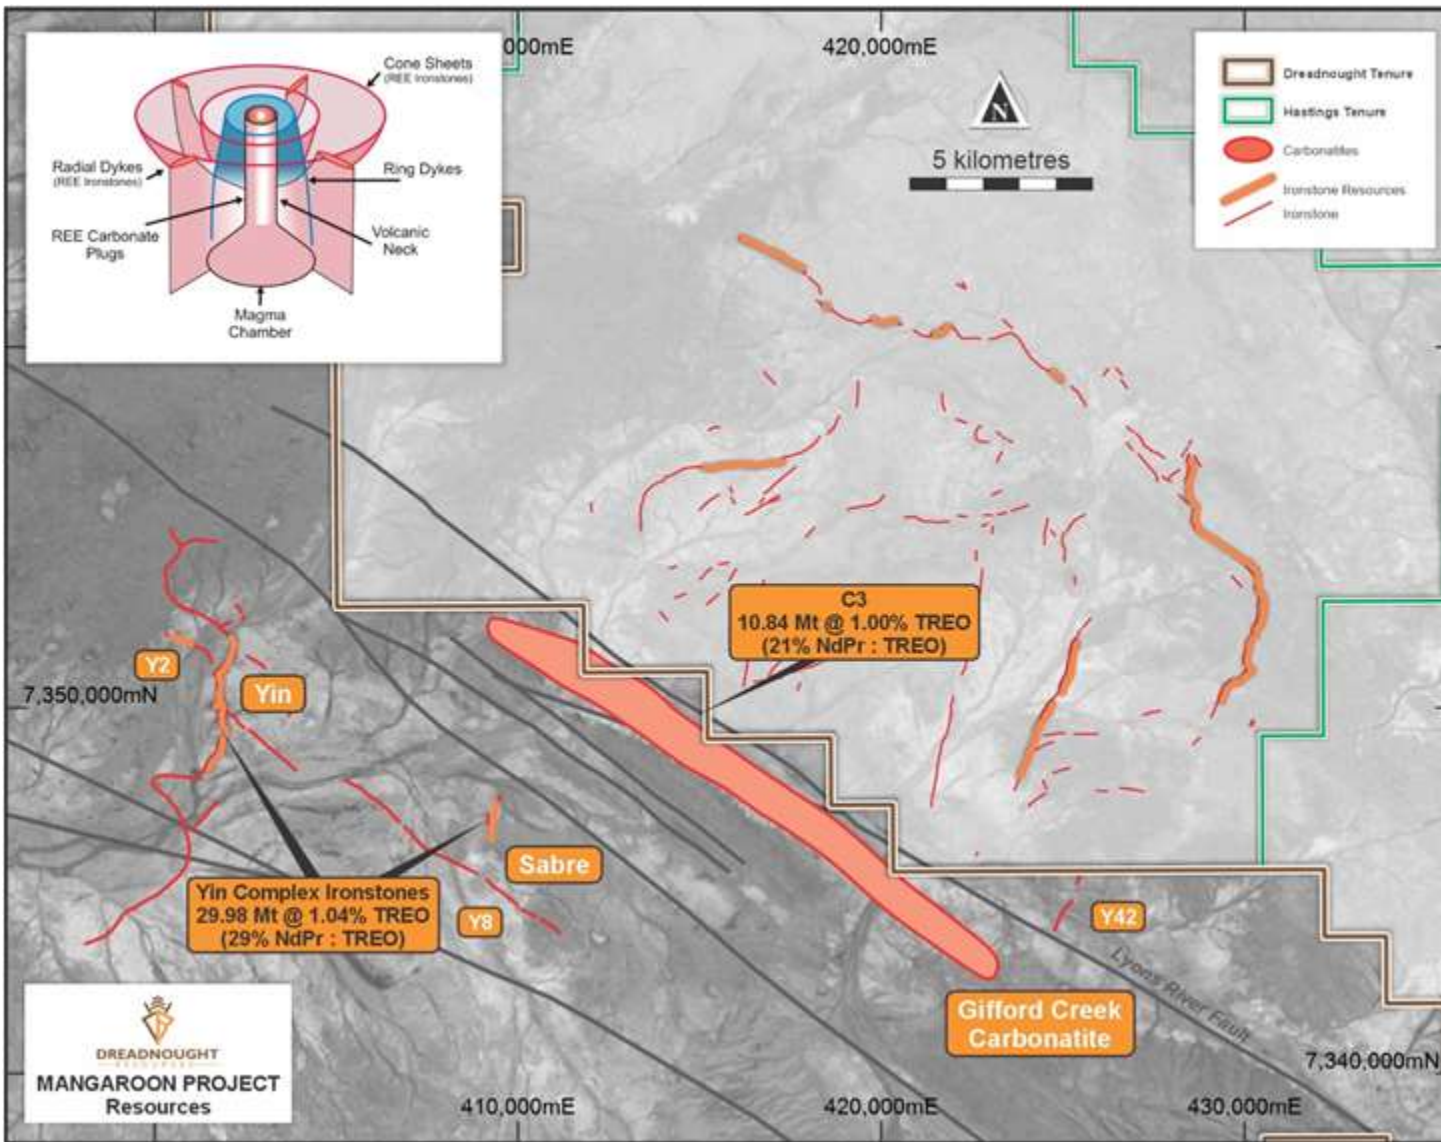 000mE
420,000mE
Cone Sheets
(REE Ironstones)
Radial Dykes
(REE Ironstones)
Ring Dykes
REE Carbonate
Plugs
Volcanic
Neck
Magma
Chamber
N
5 kilometres
Dreadnought Tenure
Hastings Tenure
Carbonatites
Ironstone Resources
Ironstone
C3
10.84 Mt @ 1.00% TREO
(21% NdPr : TREO)
Y2
Yin
7,350,000mN
Sabre
Yin Complex Ironstones
29.98 Mt @ 1.04% TREO
(29% NdPr : TREO)
Y8
Y42
Lyons River Fault
Gifford Creek
Carbonatite
DREADNOUGHT
RESOURCES
MANGAROON PROJECT
Resources
7,340,000mN
410,000mE
420,000mE
430,000mE